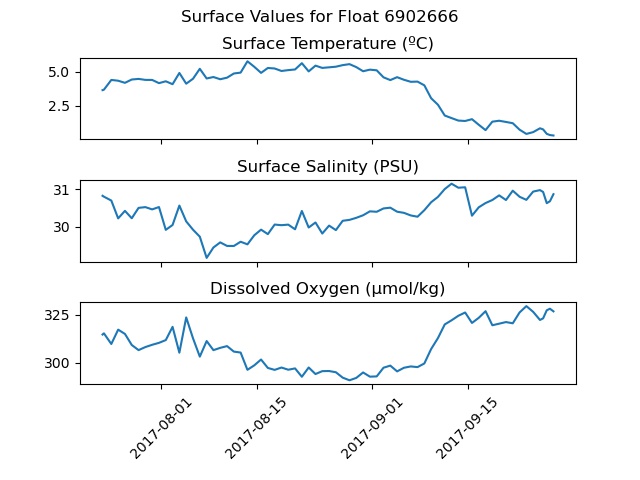 Surface Values for Float 6902666
Surface Temperature (ºC)
5.0
2.5
Surface Salinity (PSU)
31
30
Dissolved Oxygen (µmol/kg)
325
300
2017-08-01
2017-08-15
2017-09-01
2017-09-15